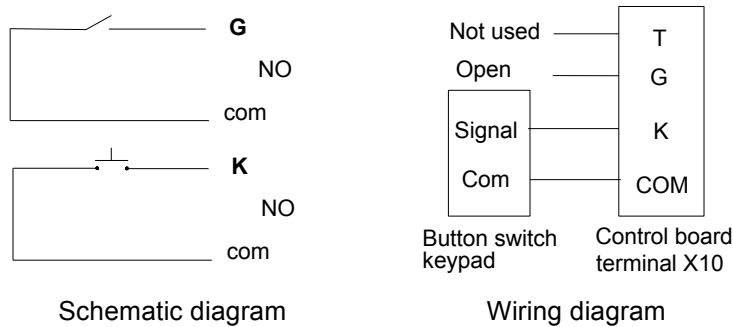 G
NO
com
K
NO
com
Schematic diagram
Not used
T
Open
G
Signal
K
Com
COM
Button switch
keypad
Control board
terminal X10
Wiring diagram